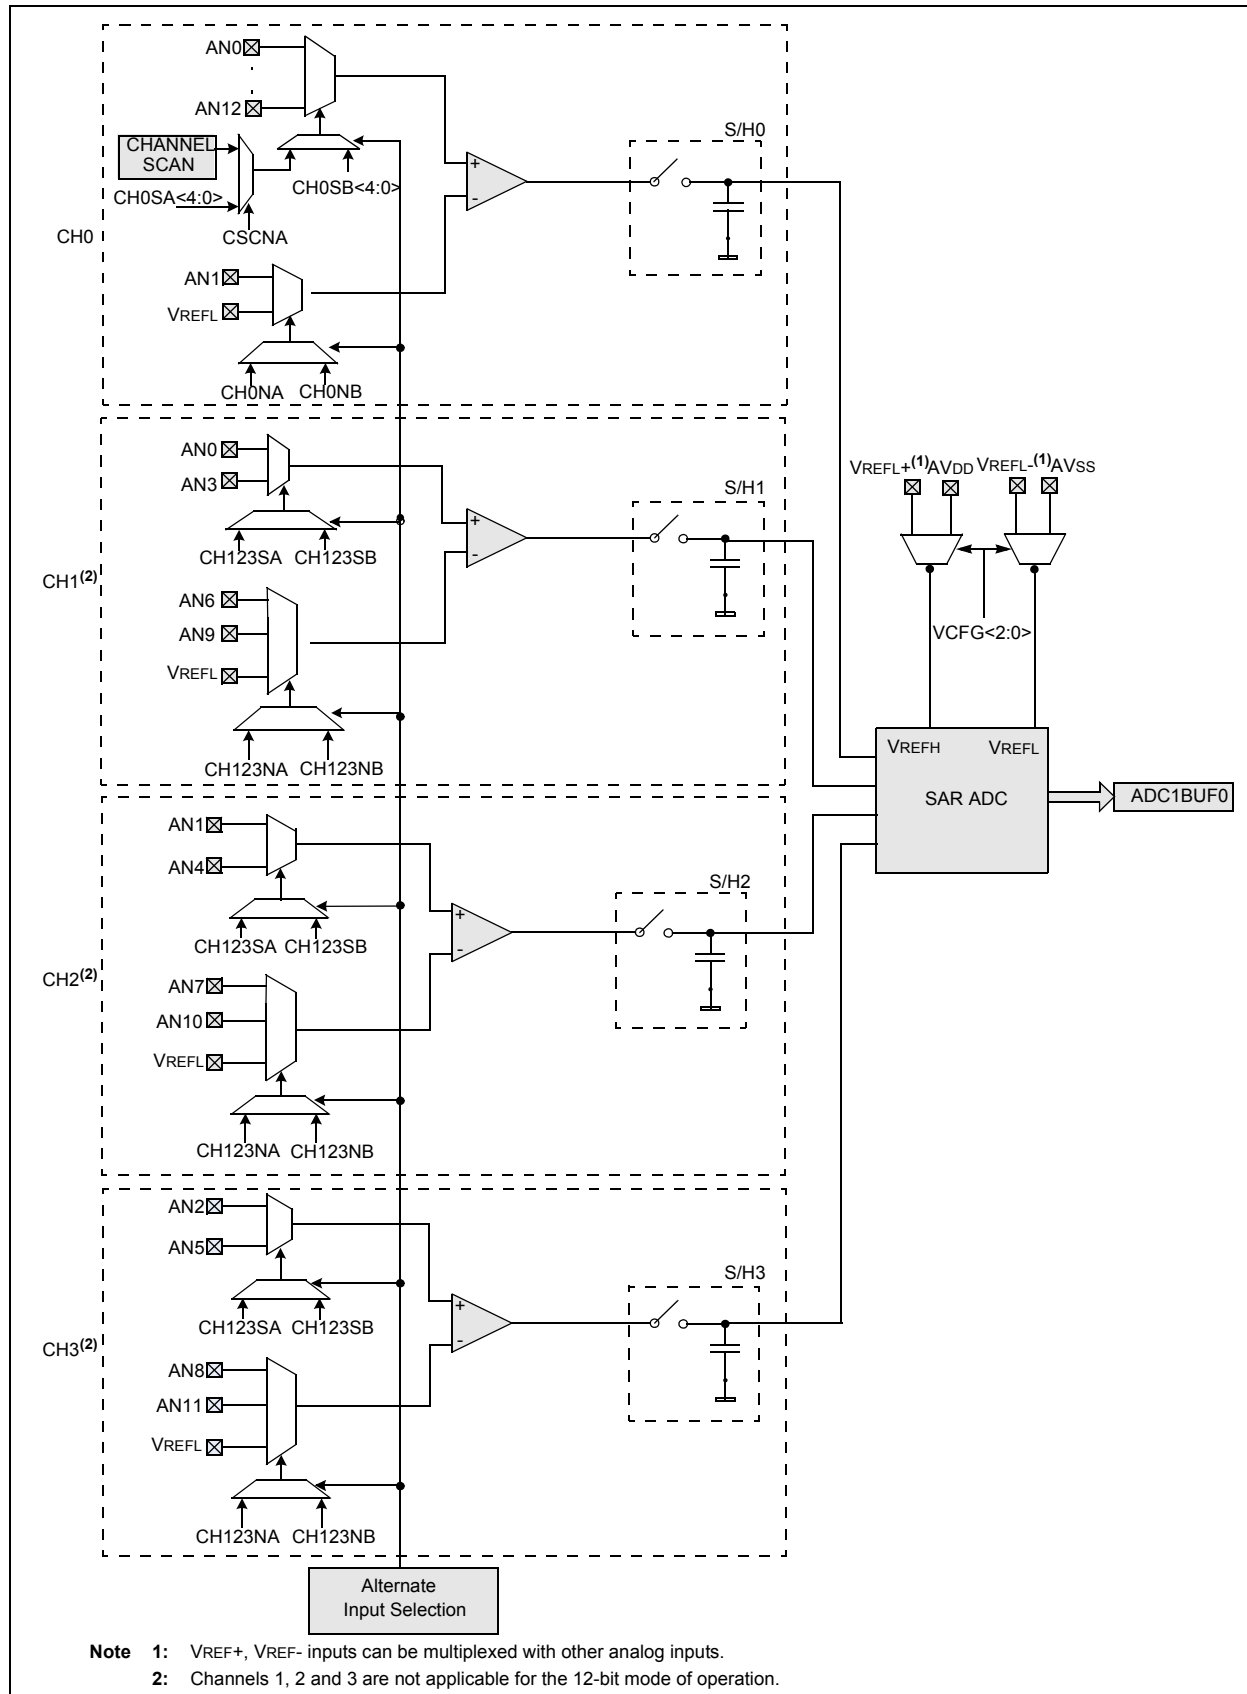 AN0
.
.
AN12
CHANNEL
SCAN
CH0SA<4:0>
CH0SB<4:0>
CSCNA
CH0
AN1
VREFL
CH0NA CH0NB
+
-
S/H0
AN0
AN3
CH123SA CH123SB
CH1(2)
AN6
AN9
VREFL
CH123NA CH123NB
+
-
S/H1
VREFL+(1)AVDD VREFL-(1)AVSS
VCFG<2:0>
VREFH VREFL
SAR ADC
ADC1BUF0
AN1
AN4
CH123SA CH123SB
CH2(2)
AN7
AN10
VREFL
CH123NA CH123NB
+
-
S/H2
AN2
AN5
CH123SA CH123SB
CH3(2)
AN8
AN11
VREFL
CH123NA CH123NB
+
-
S/H3
Alternate
Input Selection
Note 1: VREF+, VREF- inputs can be multiplexed with other analog inputs.
2: Channels 1, 2 and 3 are not applicable for the 12-bit mode of operation.